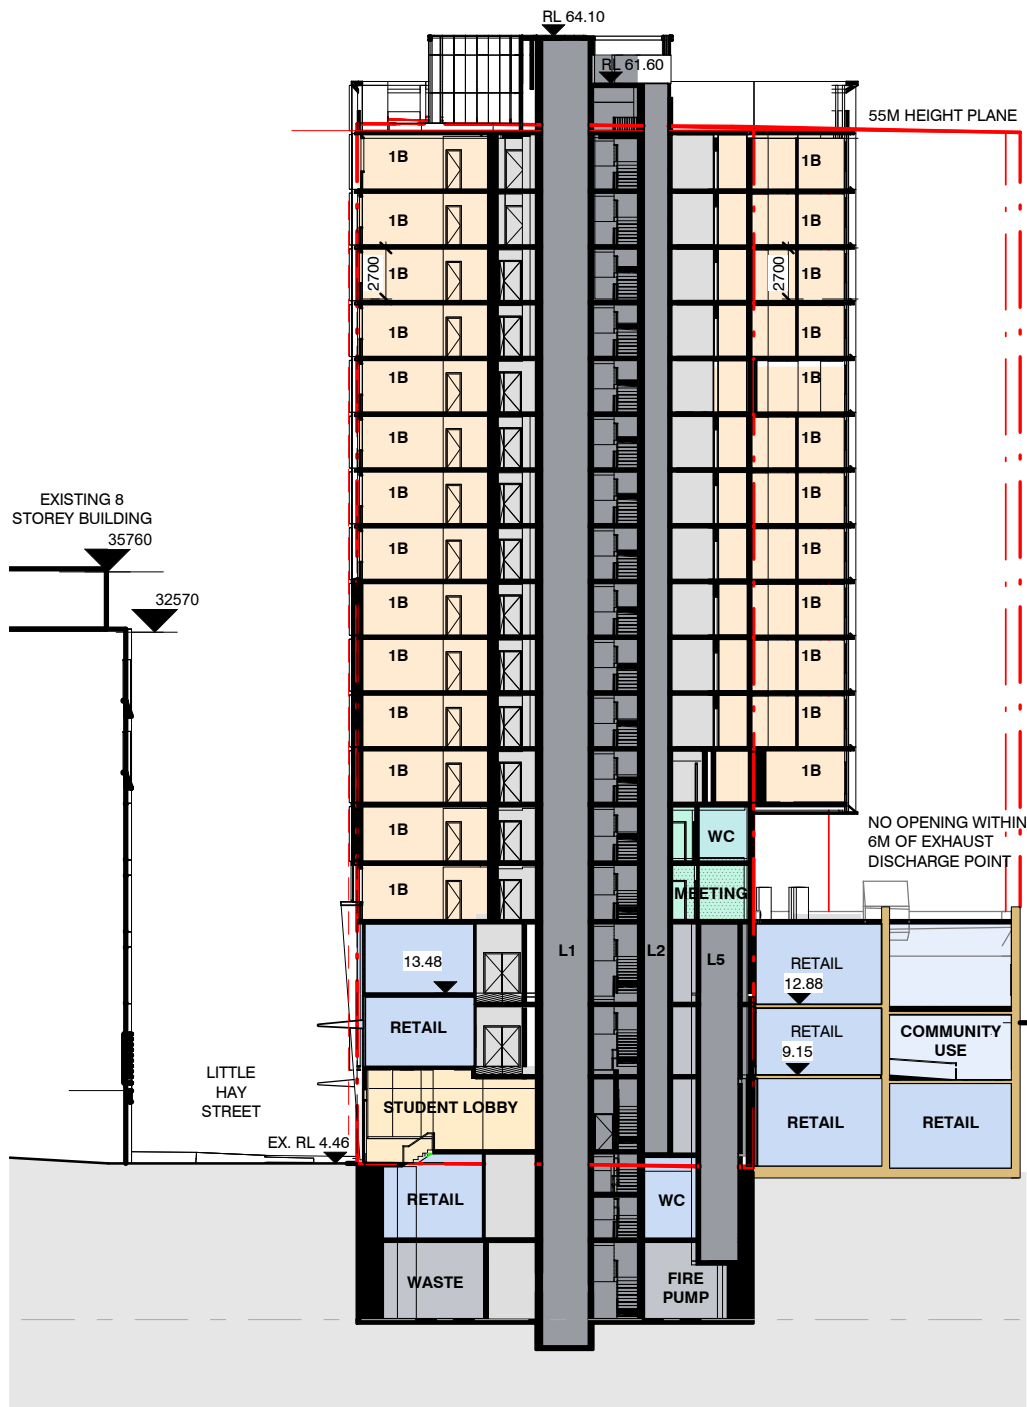 RL 64.10
RL 61.60
55M HEIGHT PLANE
1B
1B
1B
1B
2700
1B
2700
1B
1B
1B
1B
1B
1B
1B
EXISTING 8
STOREY BUILDING
35760
1B
1B
1B
1B
32570
1B
1B
1B
1B
1B
1B
1B
1B
1B
WC
NO OPENING WITHIN
6M OF EXHAUST
DISCHARGE POINT
1B
MEETING
L1
L2
L5
13.48
RETAIL
12.88
RETAIL
RETAIL
9.15
COMMUNITY
USE
LITTLE
HAY
STREET
STUDENT LOBBY
RETAIL
RETAIL
EX. RL 4.46
RETAIL
WC
WASTE
FIRE
PUMP